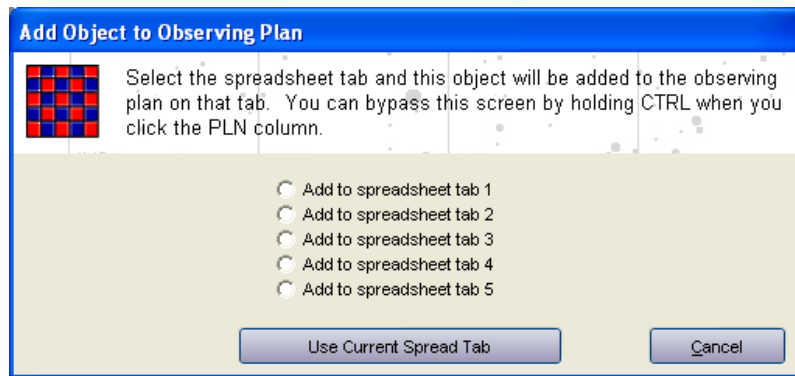 Add Object to Observing Plan
Select the spreadsheet tab and this object will be added to the observing
plan on that tab. You can bypass this screen by holding CTRL when you
click the PLN column.
Add to spreadsheet tab 1
Add to spreadsheet tab 2
Add to spreadsheet tab 3
Add to spreadsheet tab 4
Add to spreadsheet tab 5
Use Current Spread Tab
Cancel